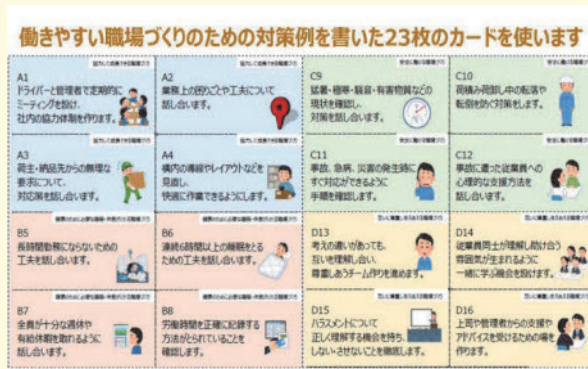 働きやすい職場づくりのための対策例を書いた23枚のカードを使います
A1
ドライバーと管理者で定期的に
ミーティングを設け、
社内の協力体制を作ります。
A2
業務上の困りごとや工夫について
話し合います。
C9
猛暑・極寒・騒音・有害物質などの
現状を確認し、
対策を話し合います。
C10
荷積み荷卸し中の転落や
転倒を防ぐ対策をします。
A3
荷主・納品先からの無理な
要求について、
対応策を話し合います。
A4
構内の導線やレイアウトなどを
見直し、
快適に作業できるようにします。
C11
事故、急病、災害の発生時に
すぐ対応ができるように
手順を確認します。
C12
事故に遭った従業員への
心理的な支援方法を
話し合います。
B5
長時間勤務にならないための
工夫を話し合います。
B6
連続6時間以上の睡眠をとる
ための工夫を話し合います。
D13
考えの違いがあっても、
互いを理解し合い、
尊重しあうチーム作りを進めます。
D14
従業員同士が理解し助け合う
雰囲気が生まれるように
一緒に学ぶ機会を設けます。
B7
全員が十分な週休や
有給休暇を取れるように
話し合います。
B8
労働時間を正確に記録する
方法がとられていることを
確認します。
D15
ハラスメントについて
正しく理解する機会を持ち、
しない・させないことを徹底します。
D16
上司や管理者からの支援や
アドバイスを受けるための場を
作ります。